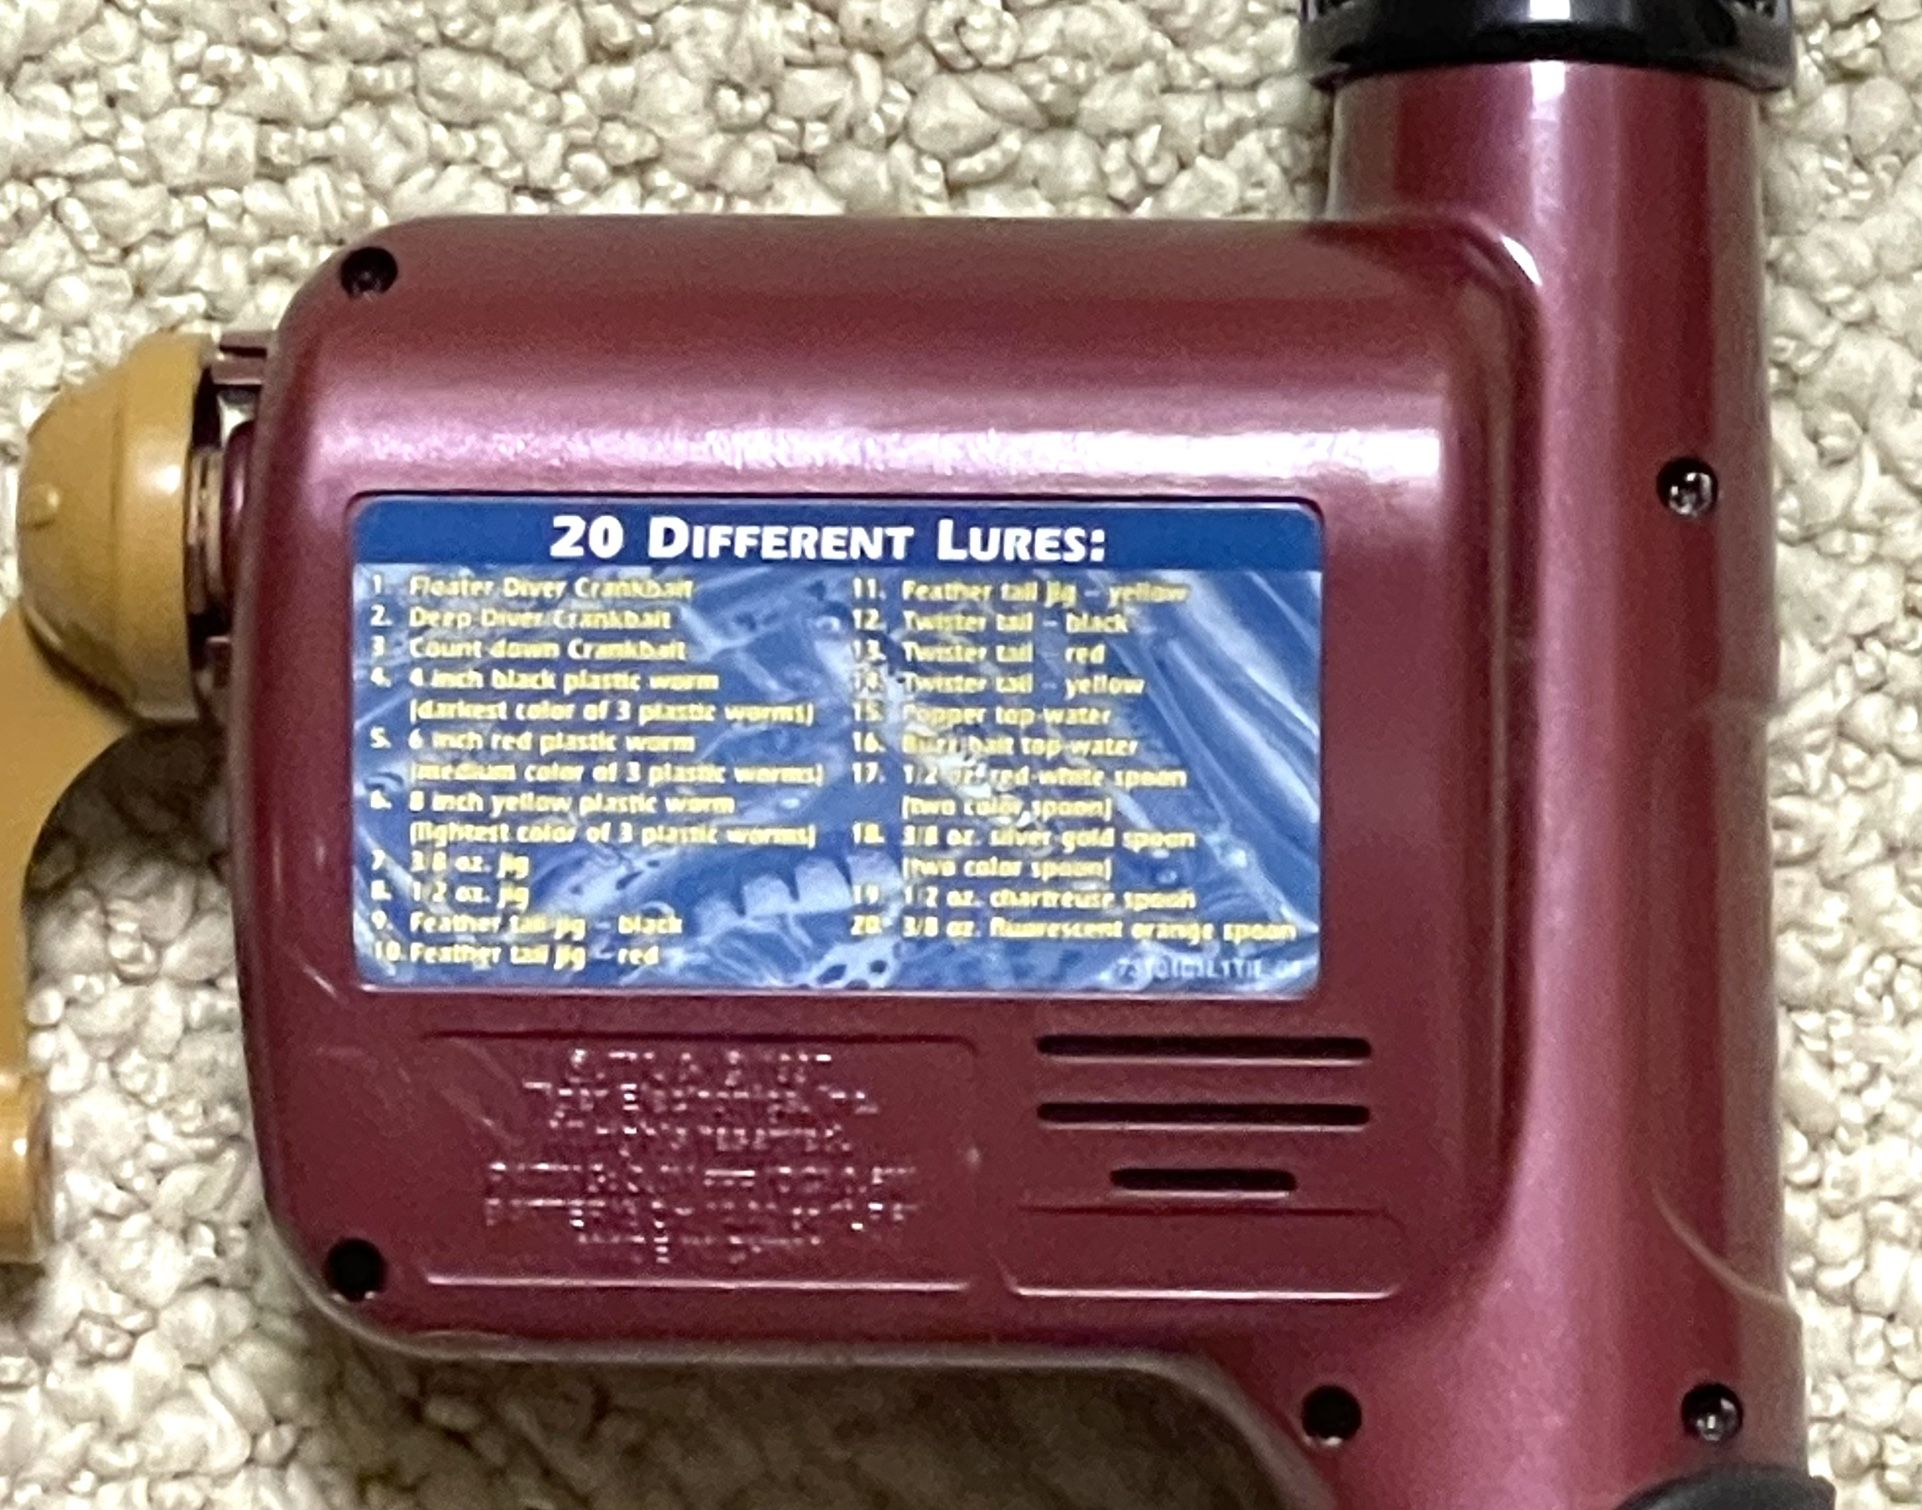 20 DIFFERENT LURES:
1. Floater Diver Crankbait
2. Deep Diver Crankbait
3. Count down Crankbait
4. 4 inch black plastic worm
(darkest color of 3 plastic worms)
5. 6 inch red plastic worm
(medium color of 3 plastic worms)
6. 8 inch yellow plastic worm
(lightest color of 3 plastic worms)
7. 3/8 oz. jig
8. 1/2 oz. jig
9. Feather tail jig - black
10. Feather tail jig - red
11. Feather tail jig - yellow
12. Twister tail - black
13. Twister tail - red
14. Twister tail - yellow
15. Popper top-water
16. Buzz bait top-water
17. 1/2 oz. red-white spoon
(two color spoon)
18. 3/8 oz. silver-gold spoon
(two color spoon)
19. 1/2 oz. chartreuse spoon
20. 3/8 oz. fluorescent orange spoon